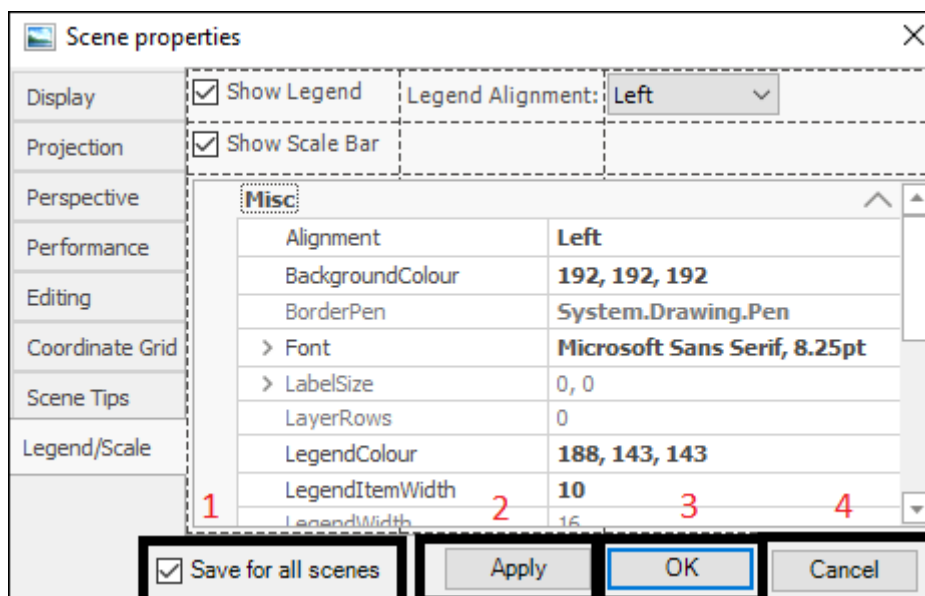 Scene properties
Display
Projection
Perspective
Performance
Editing
Coordinate Grid
Scene Tips
Legend/Scale
Show Legend Legend Alignment: Left
Show Scale Bar
Misc
Alignment Left
BackgroundColour 192, 192, 192
BorderPen System.Drawing.Pen
Font Microsoft Sans Serif, 8.25pt
LabelSize 0, 0
LayerRows 0
LegendColour 188, 143, 143
LegendItemWidth 10
LegendWidth 16
1 2 3 4
Save for all scenes Apply OK Cancel